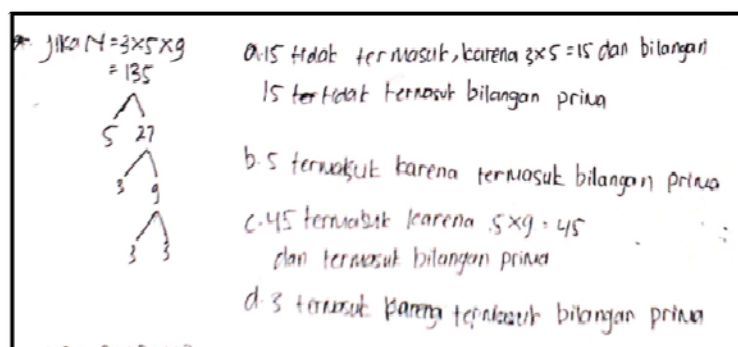 Jika N = 3×5×9
= 135
5 27
3 9
3 3
a. 15 tidak termasuk, karena 3×5 = 15 dan bilangan
15 tidak termasuk bilangan prima
b. 5 termasuk karena termasuk bilangan prima
c. 45 termasuk karena 5×9 = 45
dan termasuk bilangan prima
d. 3 termasuk karena termasuk bilangan prima